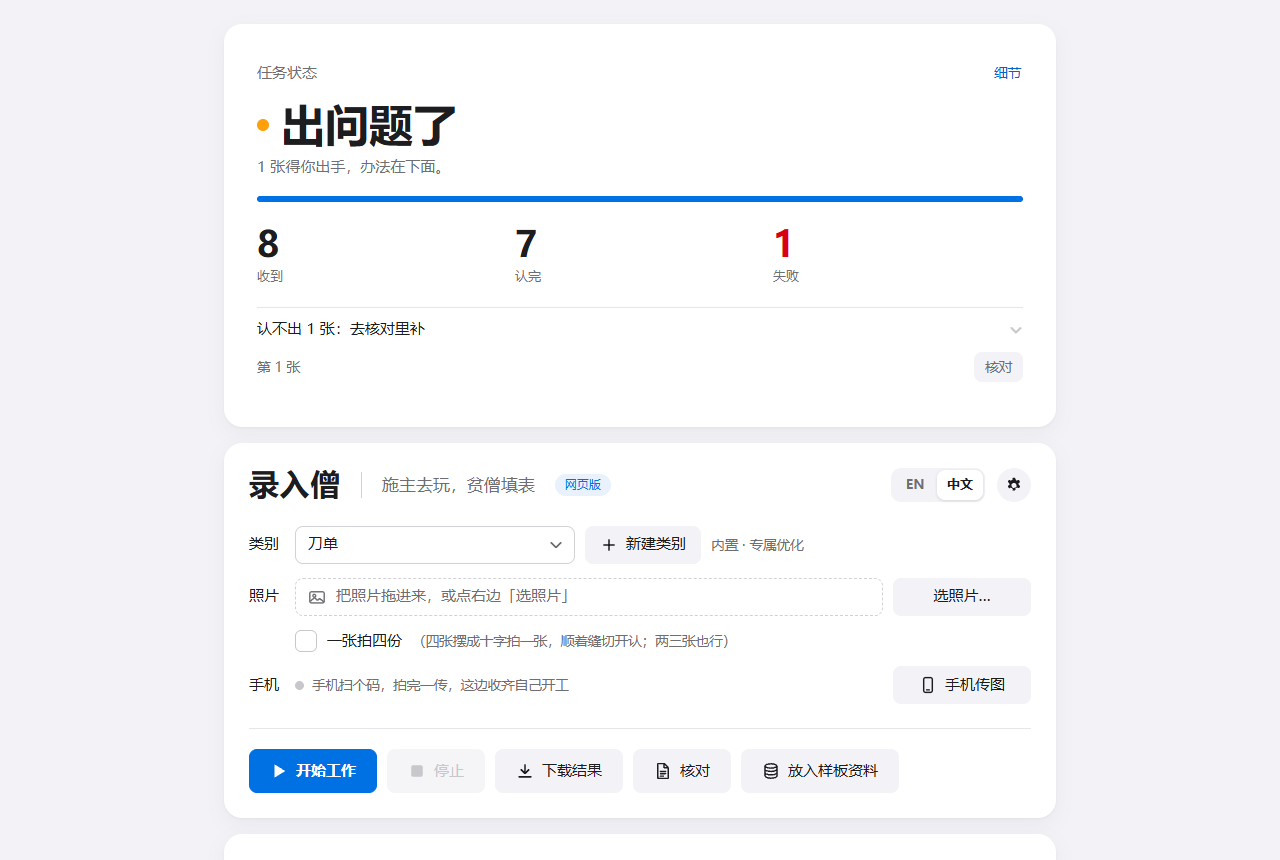 任务状态
细节
出问题了
1 张得你出手，办法在下面。
8
7
1
收到
认完
失败
认不出 1 张：去核对里补
第 1 张
核对
录入僧
施主去玩，贫僧填表
网页版
EN
中文
类别
刀单
新建类别
内置 · 专属优化
照片
把照片拖进来，或点右边「选照片」
选照片...
一张拍四份
（四张摆成十字拍一张，顺着缝切开认；两三张也行）
手机
手机扫个码，拍完一传，这边收齐自己开工
手机传图
开始工作
停止
下载结果
核对
放入样板资料